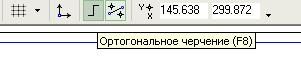 Y X 145.638 299.872
Ортогональное черчение (F8)